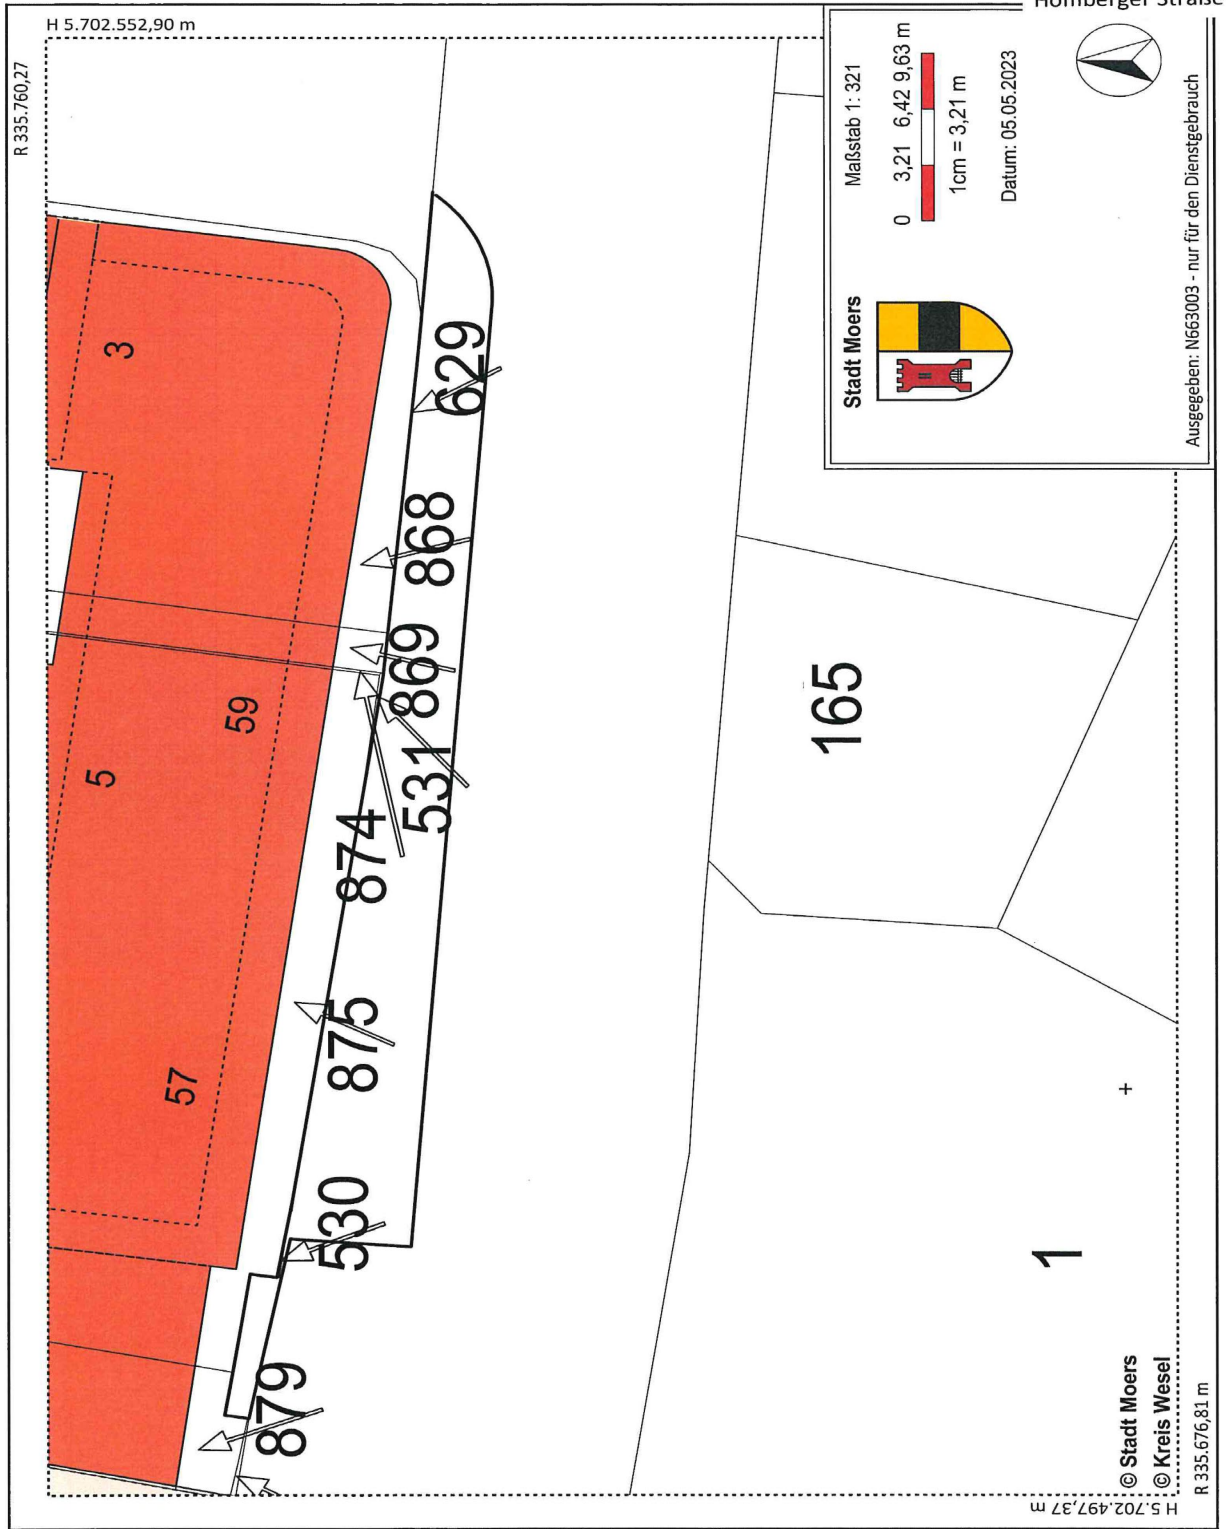 Homberger Straße
H 5.702.552,90 m
R 335.760,27
3
5
59
57
629
868
869
531
874
875
530
879
165
1
Stadt Moers
Maßstab 1: 321
0 3,21 6,42 9,63 m
1cm = 3,21 m
Datum: 05.05.2023
Ausgegeben: N663003 - nur für den Dienstgebrauch
© Stadt Moers
© Kreis Wesel
R 335.676,81 m
H 5.702.497,37 m